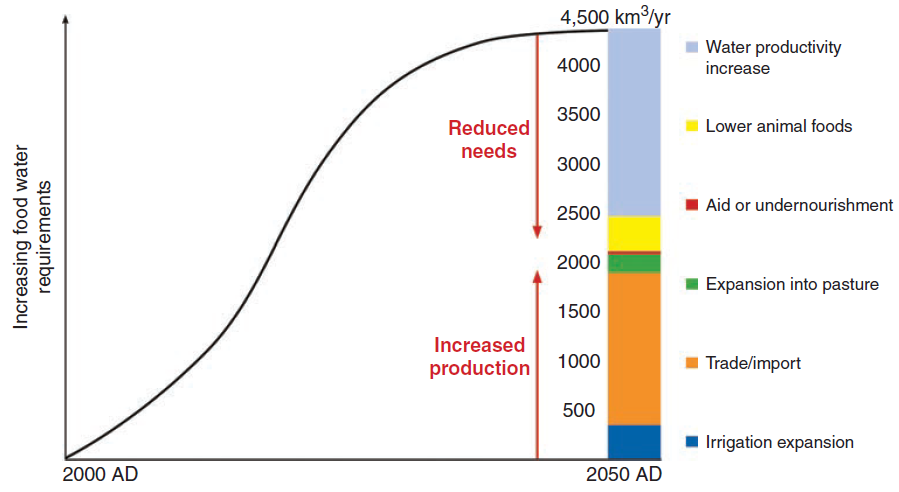 4,500 km³/yr
4000
3500
3000
2500
2000
1500
1000
500
Increasing food water
requirements
Reduced
needs
Increased
production
2000 AD
2050 AD
Water productivity
increase
Lower animal foods
Aid or undernourishment
Expansion into pasture
Trade/import
Irrigation expansion